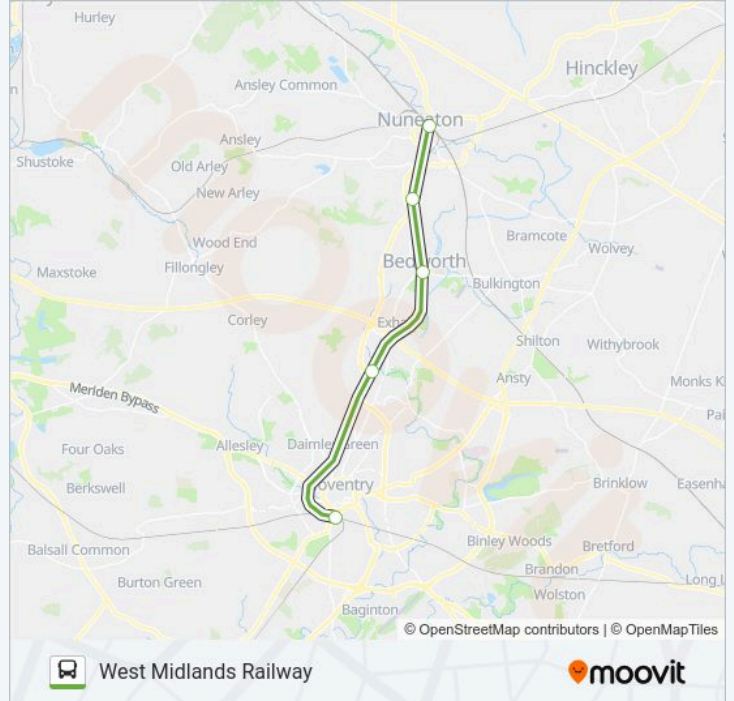 Hurley
Hinckley
Ansley Common
Nuneaton
Ansley
Shustoke
Old Arley
New Arley
Bramcote
Wood End
Wolvey
Fillongley
Bedworth
Maxstoke
Bulkington
Corley
Exha
Shilton
Withybrook
Ansty
Monks K
Meriden Bypass
Pai
Allesley
Daimler Green
Four Oaks
oventry
Brinklow
Easenha
Berkswell
Binley Woods
Bretford
Balsall Common
Brandon
Burton Green
Long L
Wolston
Baginton
© OpenStreetMap contributors | © OpenMapTiles
West Midlands Railway
moovit